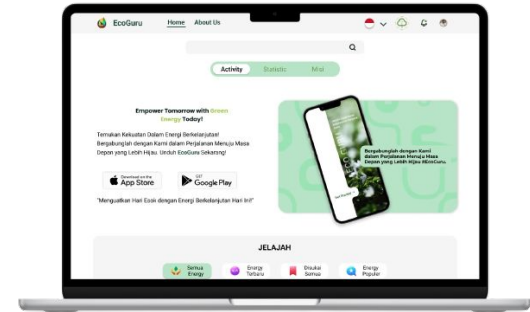 EcoGuru Home About Us
Activity Statistic Misi
Empower Tomorrow with Green
Energy Today!
Temukan Kekuatan Dalam Energi Berkelanjutan!
Bergabunglah dengan Kami dalam Perjalanan Menuju Masa
Depan yang Lebih Hijau. Unduh EcoGuru Sekarang!
Download on the
App Store
GET IT
Google Play
"Menguatkan Hari Esok dengan Energi Berkelanjutan Hari Ini!"
Bergabunglah dengan Kami
dalam Perjalanan Menuju Masa
Depan yang Lebih Hijau #EcoGuru
JELAJAH
Semua
Energy
Energy
Terbaru
Disukai
Semua
Energy
Populer